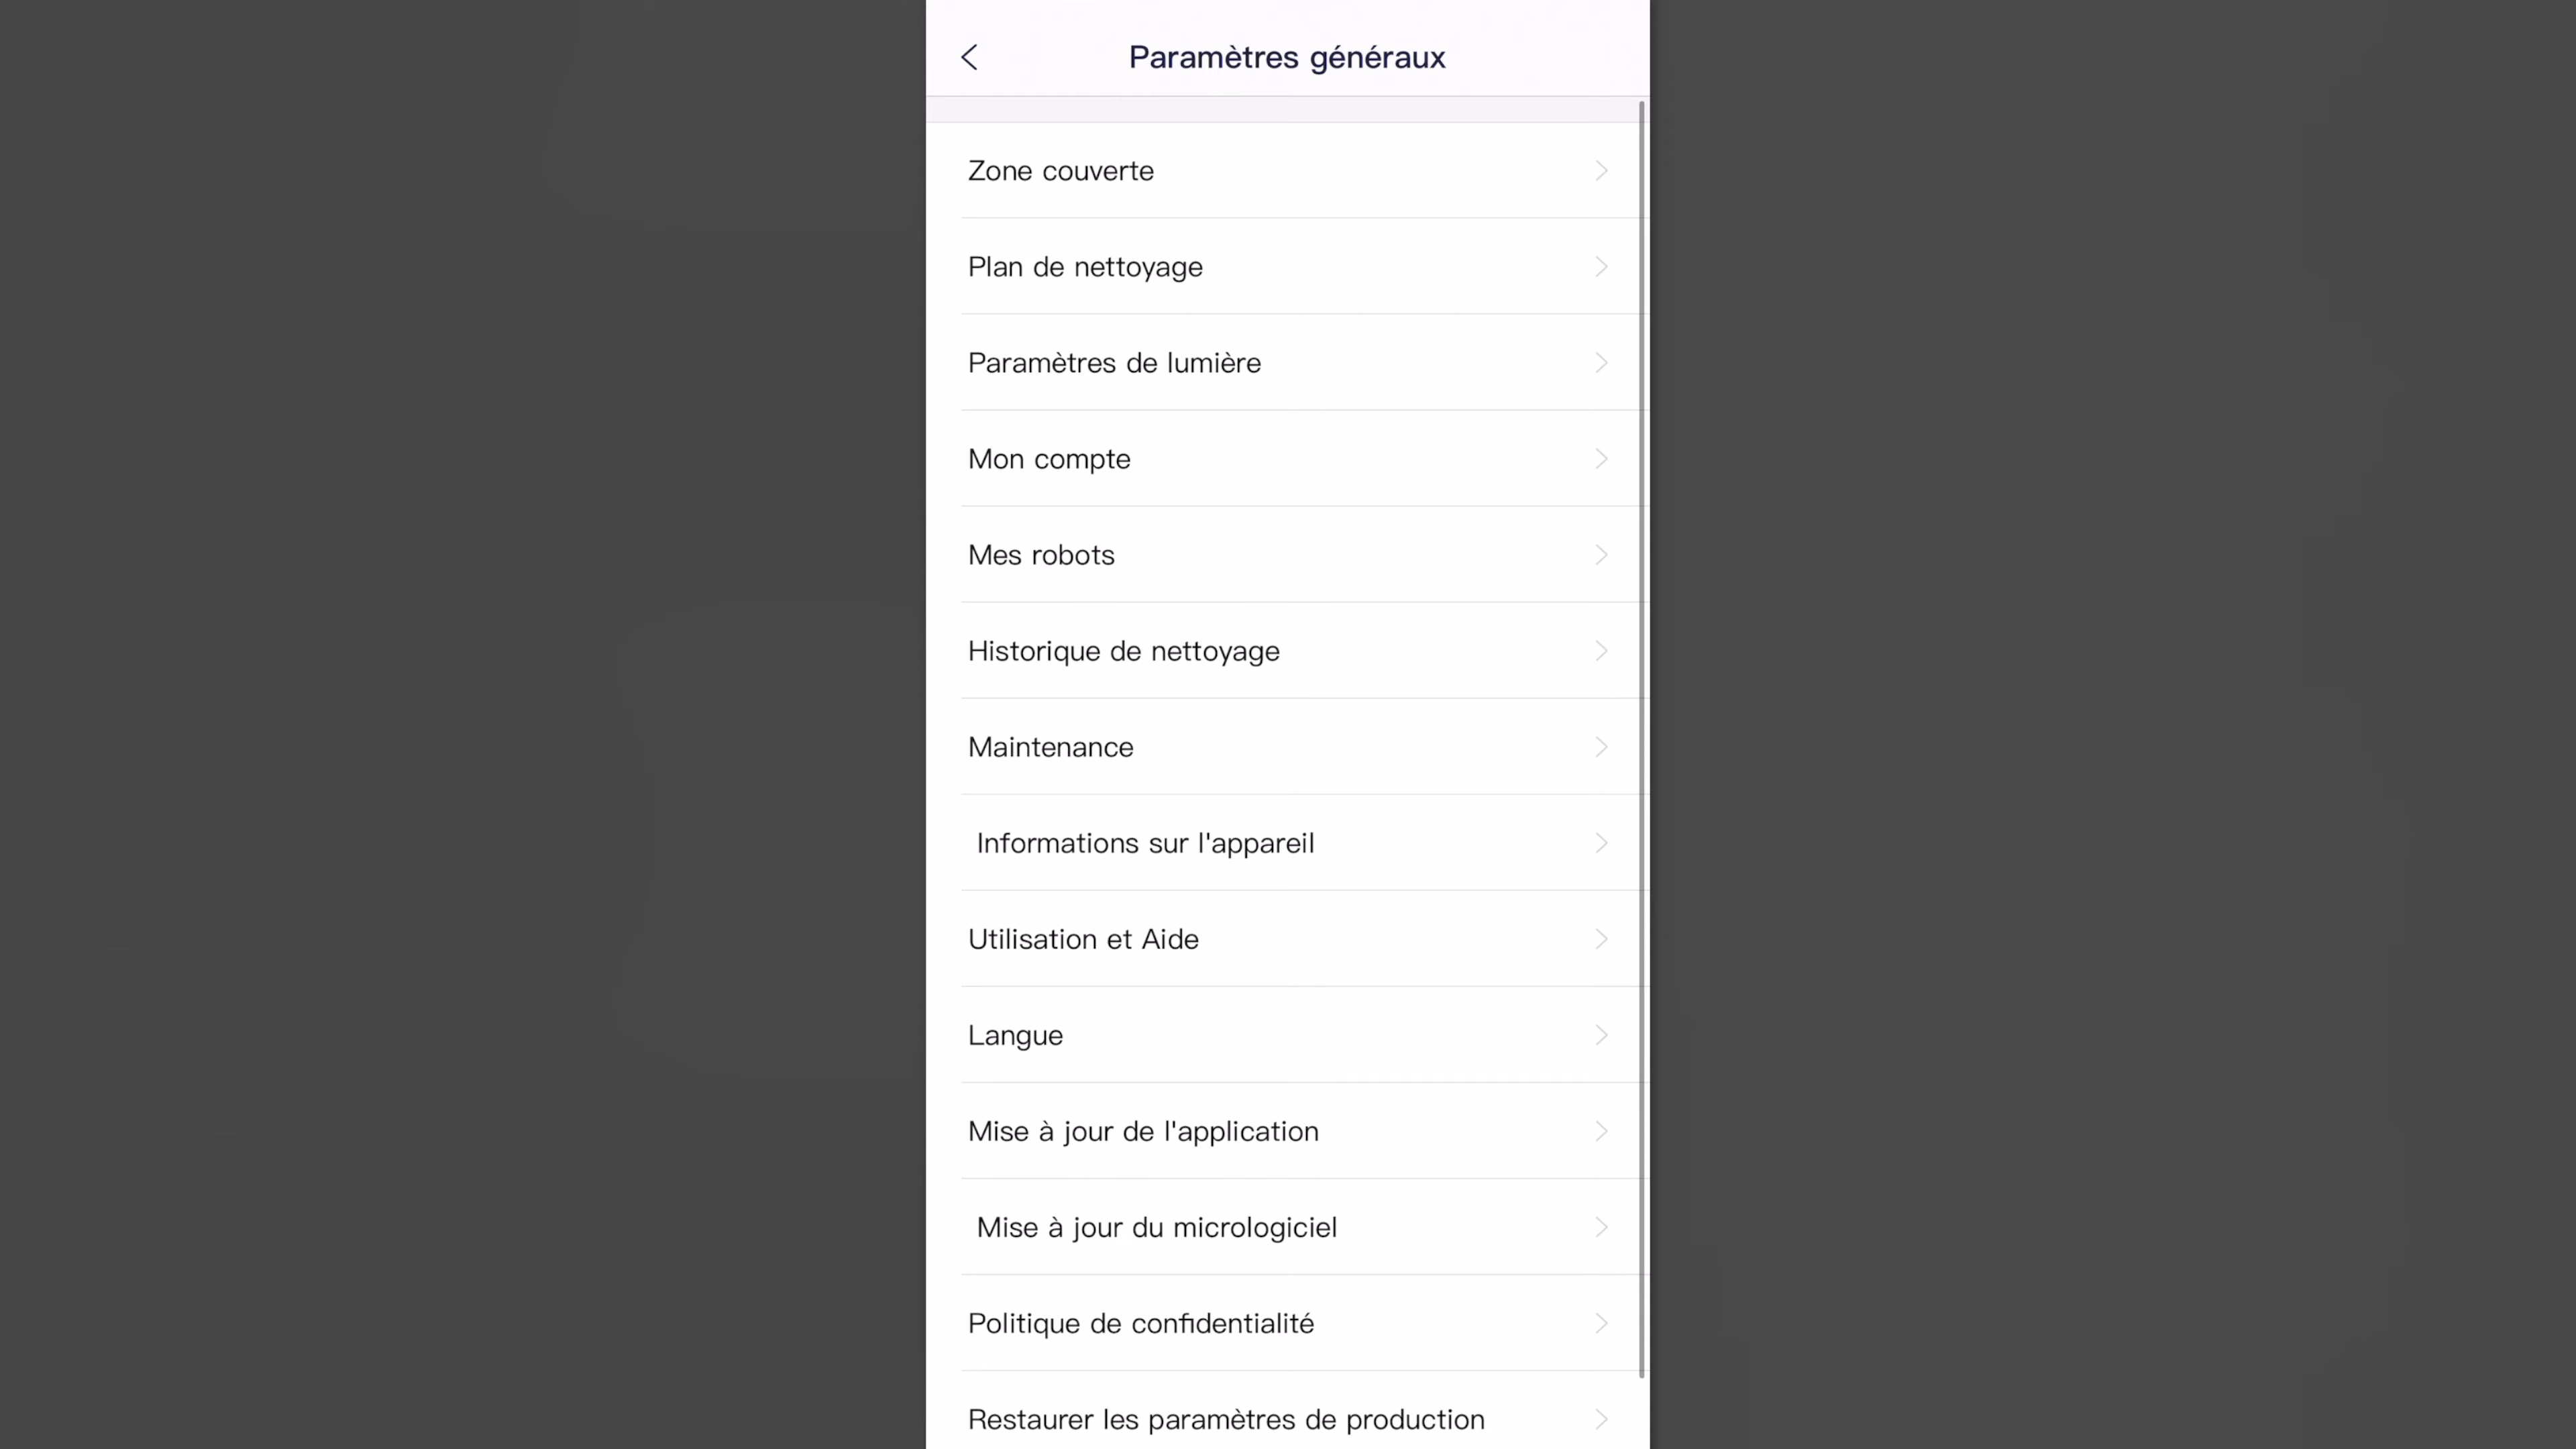 Paramètres généraux
Zone couverte
Plan de nettoyage
Paramètres de lumière
Mon compte
Mes robots
Historique de nettoyage
Maintenance
Informations sur l'appareil
Utilisation et Aide
Langue
Mise à jour de l'application
Mise à jour du micrologiciel
Politique de confidentialité
Restaurer les paramètres de production